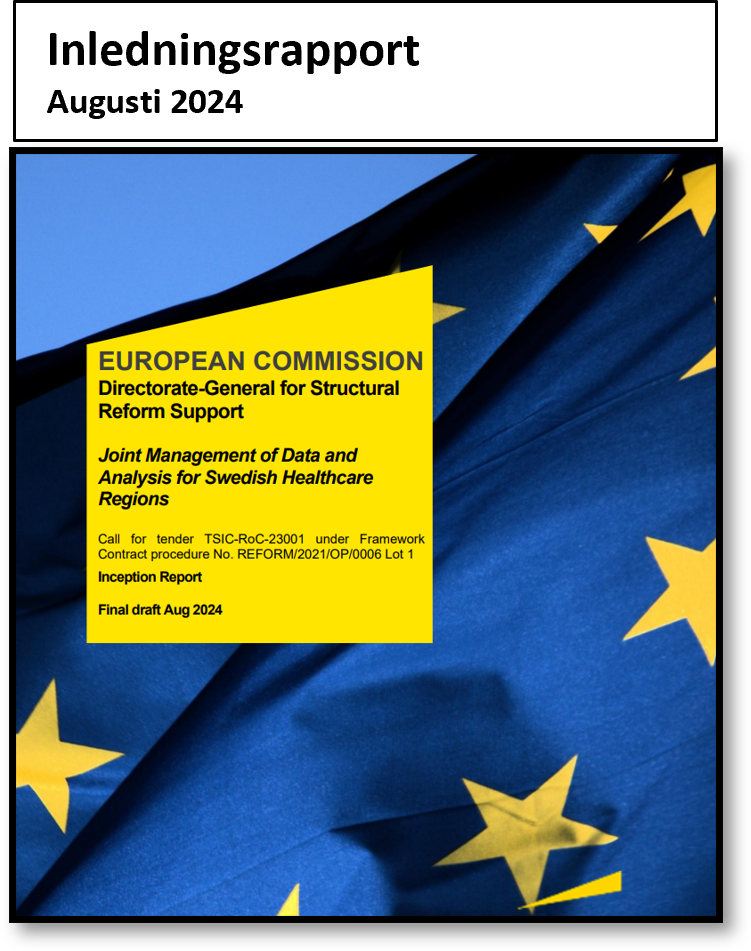 Inledningsrapport
Augusti 2024
EUROPEAN COMMISSION
Directorate-General for Structural
Reform Support
Joint Management of Data and
Analysis for Swedish Healthcare
Regions
Call for tender TSIC-RoC-23001 under Framework
Contract procedure No. REFORM/2021/OP/0006 Lot 1
Inception Report
Final draft Aug 2024